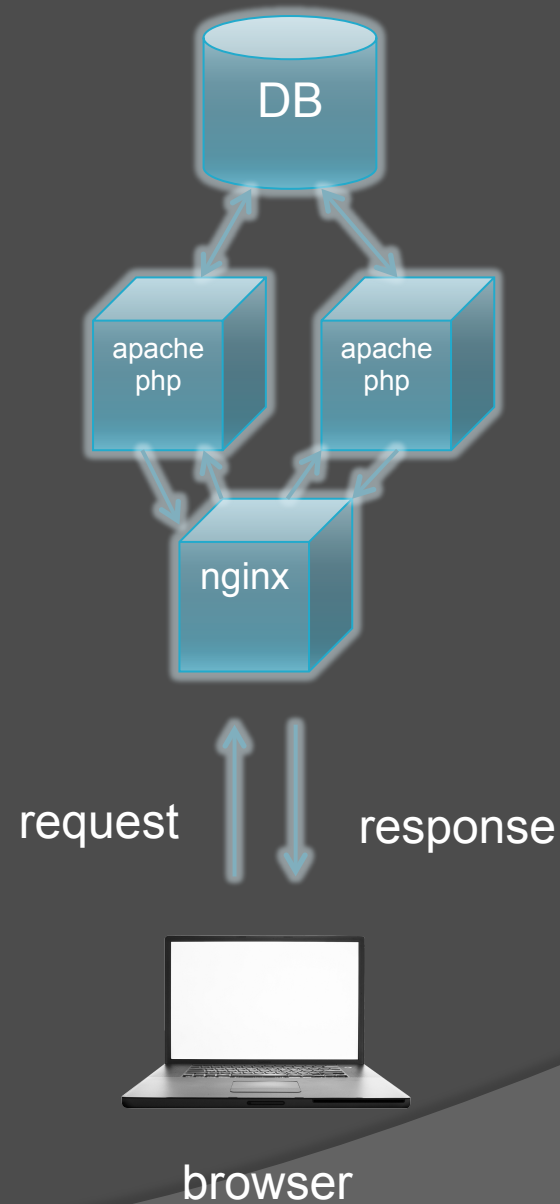 DB
apache
php
apache
php
nginx
request
response
browser